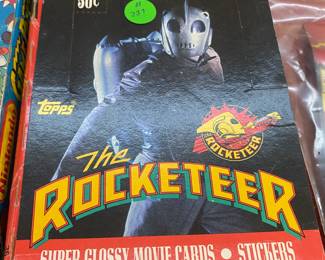 50¢
topps
ROCKETEER
The
ROCKETEER
SUPER GLOSSY MOVIE CARDS • STICKERS